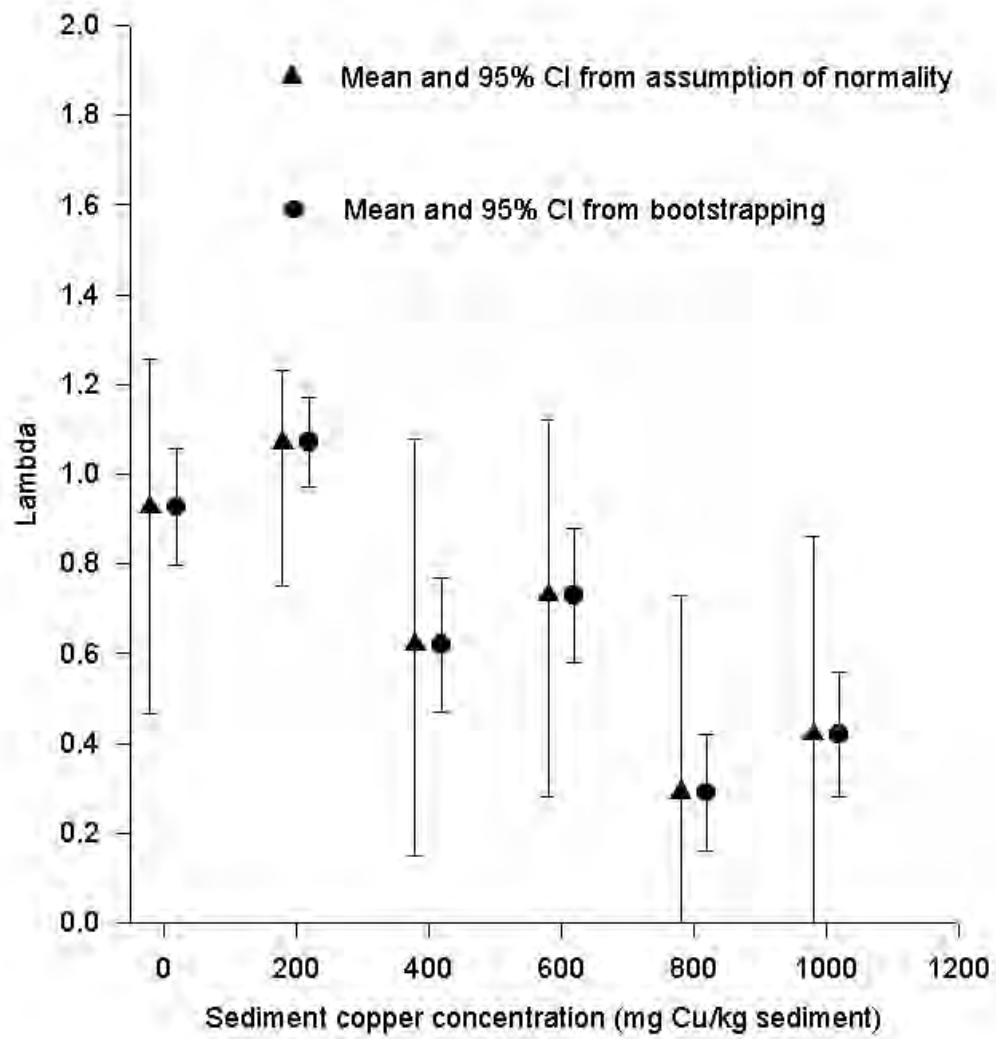 2.0
Mean and 95% CI from assumption of normality
1.8
1.6
Mean and 95% CI from bootstrapping
1.4
1.2
1.0
0.8
0.6
0.4
0.2
0.0
Lambda
0 200 400 600 800 1000 1200
Sediment copper concentration (mg Cu/kg sediment)